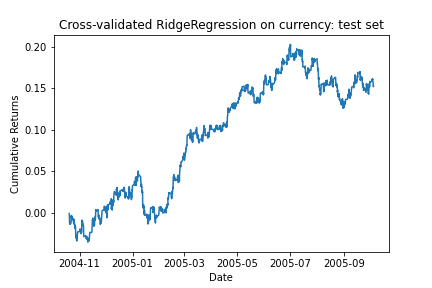 Cross-validated RidgeRegression on currency: test set
Cumulative Returns
0.20
0.15
0.10
0.05
0.00
2004-11 2005-01 2005-03 2005-05 2005-07 2005-09
Date